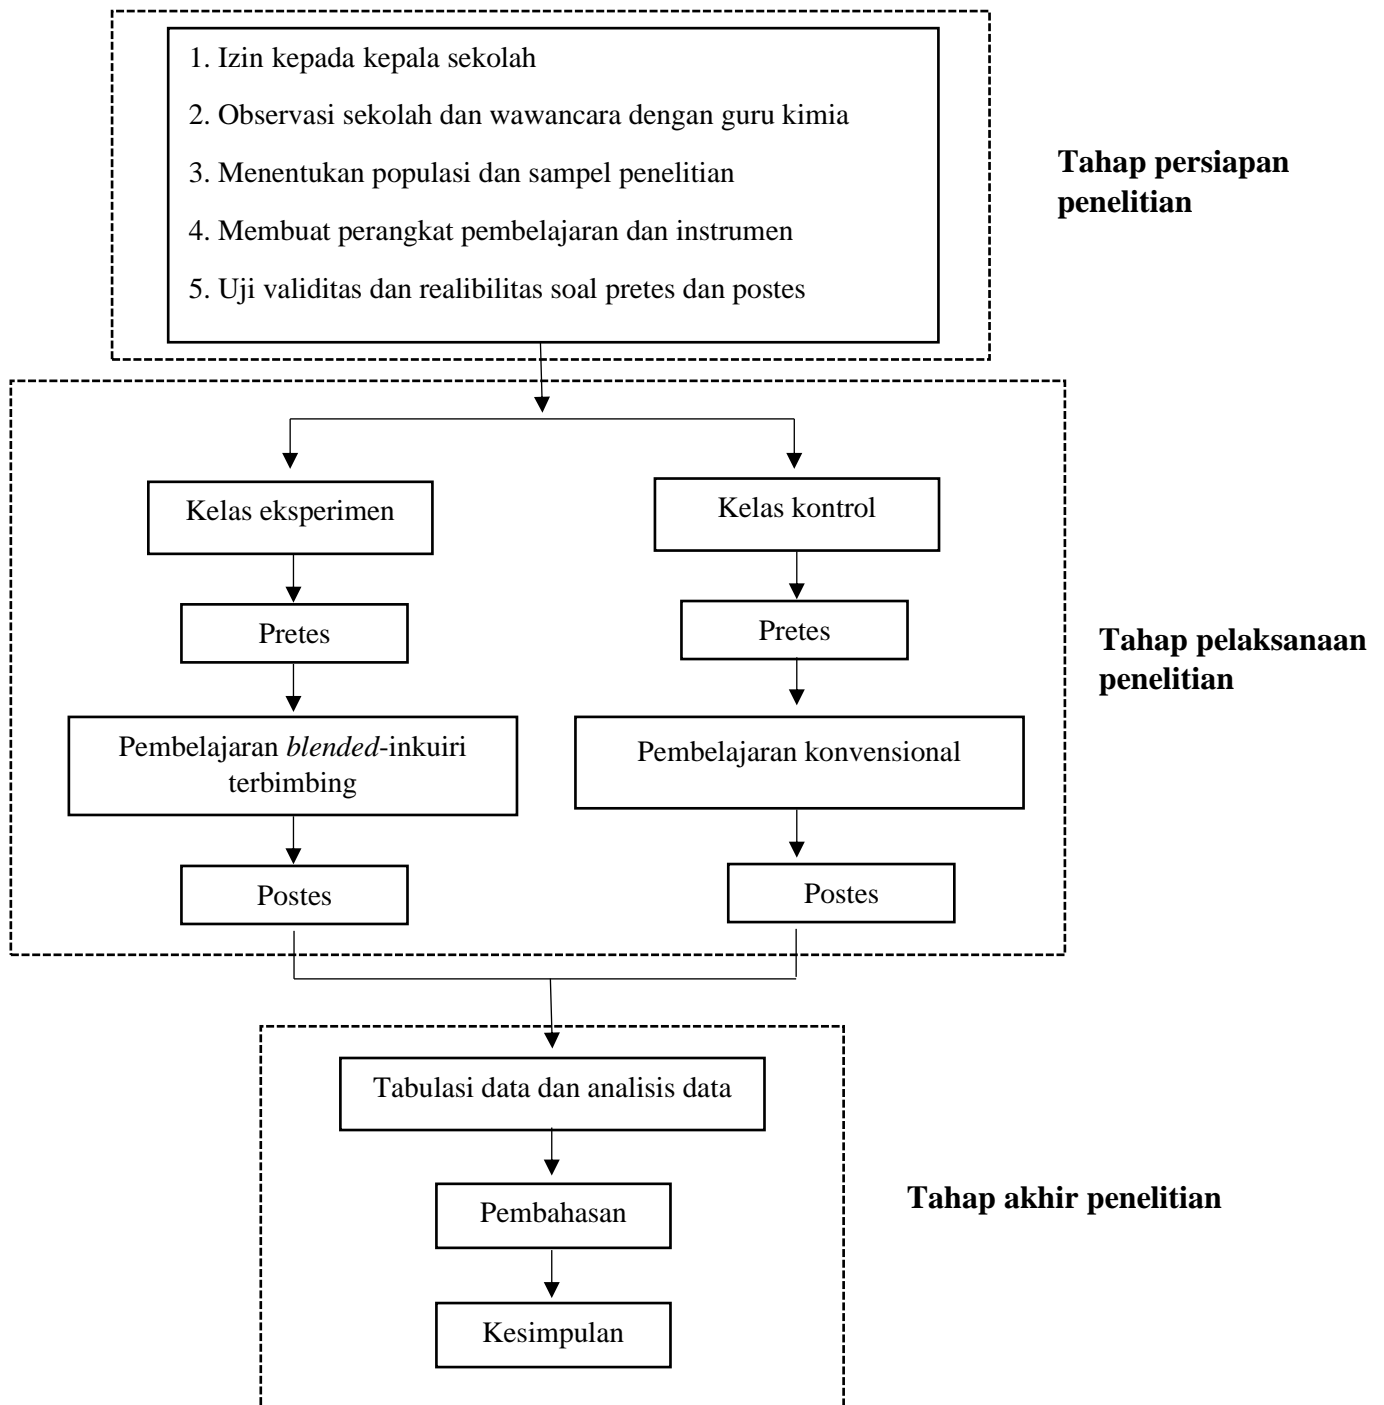 1. Izin kepada kepala sekolah
2. Observasi sekolah dan wawancara dengan guru kimia
3. Menentukan populasi dan sampel penelitian
4. Membuat perangkat pembelajaran dan instrumen
5. Uji validitas dan realibilitas soal pretes dan postes
Tahap persiapan
penelitian
Kelas eksperimen
Kelas kontrol
Pretes
Pretes
Pembelajaran blended-inkuiri
terbimbing
Pembelajaran konvensional
Postes
Postes
Tahap pelaksanaan
penelitian
Tabulasi data dan analisis data
Pembahasan
Kesimpulan
Tahap akhir penelitian